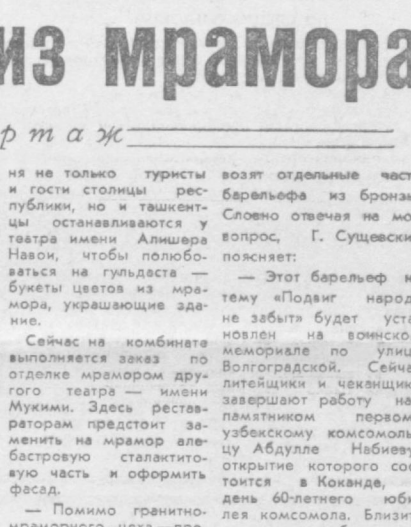 из мрамора
ртаж
ня не только туристы
и гости столицы рес-
публики, но и ташкент-
цы останавливаются у
театра имени Алишера
Навои, чтобы полюбо-
ваться на гульдаста —
букеты цветов из мра-
мора, украшающие зда-
ние.
Сейчас на комбинате
выполняется заказ по
отделке мрамором дру-
гого театра — имени
Мукими. Здесь рестав-
раторам предстоит за-
менить на мрамор але-
бастровую сталактито-
вую часть и оформить
фасад.
— Помимо гранитно-
возят отдельные част
барельефа из бронзы
Словно отвечая на мо
вопрос, Г. Сущевски
поясняет:
— Этот барельеф н
тему «Подвиг народ
не забыт» будет уста
новлен на воинско
мемориале по улиц
Волгоградской. Сейча
литейщики и чеканщик
завершают работу на
памятником первом
узбекскому комсомоль
цу Абдулле Набиеву
открытие которого сос
тоится в Коканде,
день 60-летнего юби
лея комсомола. Близи